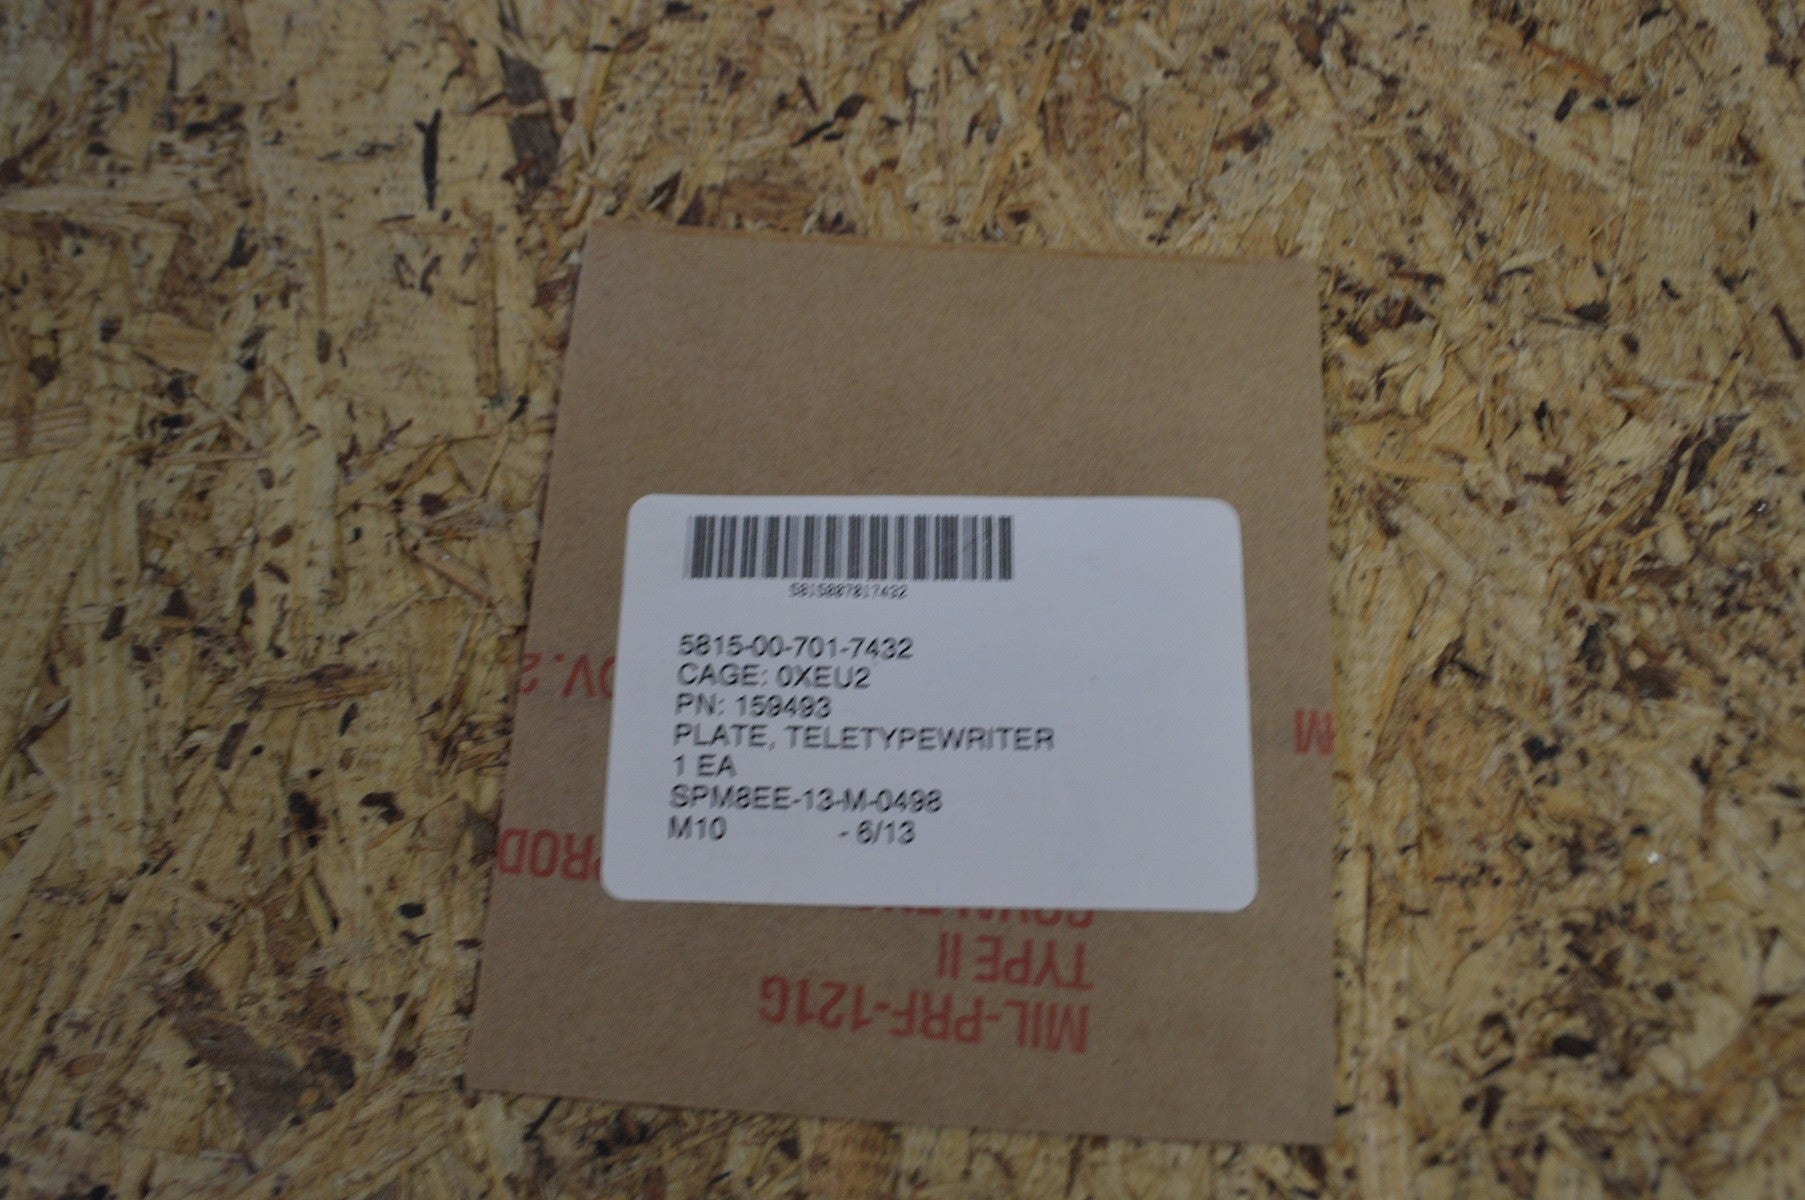 5815007017432
5815-00-701-7432
CAGE: 0XEU2
PN: 159493
PLATE, TELETYPEWRITER
1 EA
SPM8EE-13-M-0498
M10 - 6/13
MIL-PRF-121G
TYPE II